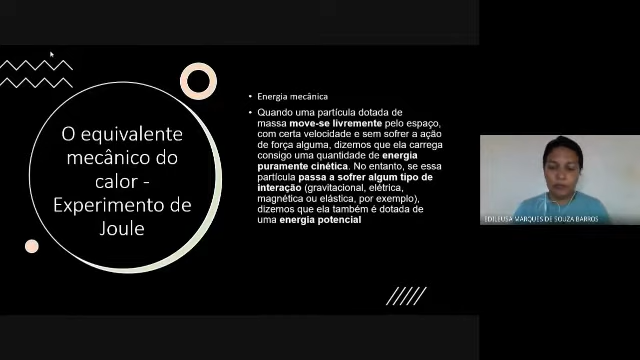 O equivalente
mecânico do
calor -
Experimento de
Joule
• Energia mecânica
• Quando uma partícula dotada de
massa move-se livremente pelo espaço,
com certa velocidade e sem sofrer a ação
de força alguma, dizemos que ela carrega
consigo uma quantidade de energia
puramente cinética. No entanto, se essa
partícula passa a sofrer algum tipo de
interação (gravitacional, elétrica,
magnética ou elástica, por exemplo),
dizemos que ela também é dotada de
uma energia potencial
EDILEUSA MARQUES DE SOUZA BARROS